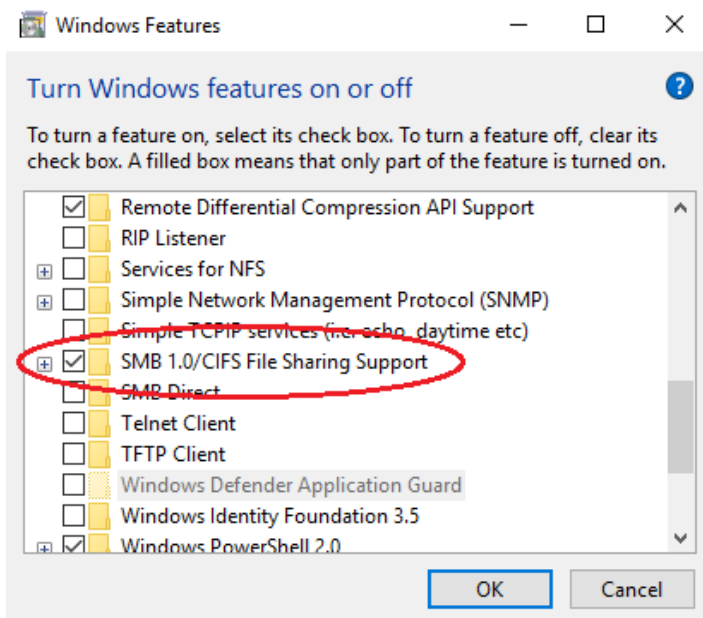 Windows Features
Turn Windows features on or off
?
To turn a feature on, select its check box. To turn a feature off, clear its
check box. A filled box means that only part of the feature is turned on.
Remote Differential Compression API Support
RIP Listener
Services for NFS
Simple Network Management Protocol (SNMP)
Simple TCPIP services (i.e. echo, daytime etc)
SMB 1.0/CIFS File Sharing Support
SMB Direct
Telnet Client
TFTP Client
Windows Defender Application Guard
Windows Identity Foundation 3.5
Windows PowerShell 2.0
OK
Cancel